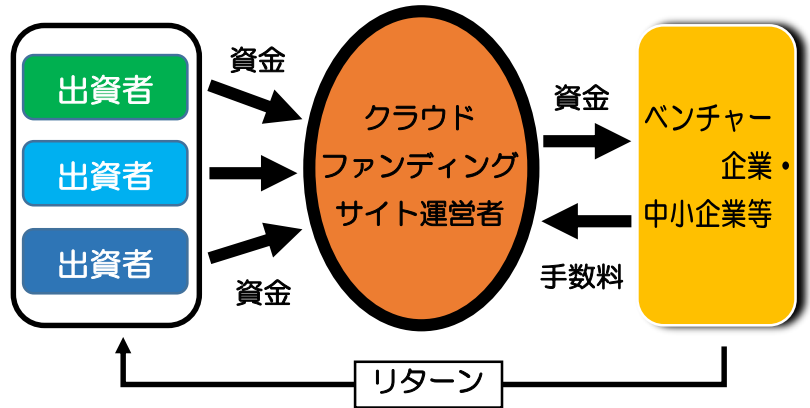 資金
出資者
出資者
出資者
資金
クラウド
ファンディング
サイト運営者
資金
手数料
ベンチャー
企業・
中小企業等
リターン